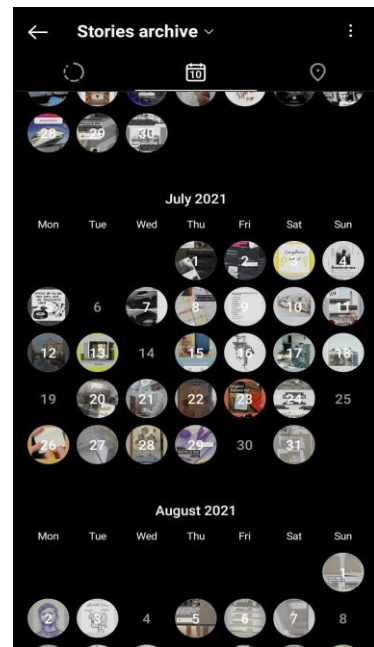 Stories archive
10
28 29 30
July 2021
Mon Tue Wed Thu Fri Sat Sun
1 2 3 4
5 6 7 8 9 10 11
12 13 14 15 16 17 18
19 20 21 22 23 24 25
26 27 28 29 30 31
August 2021
Mon Tue Wed Thu Fri Sat Sun
1
2 3 4 5 6 7 8